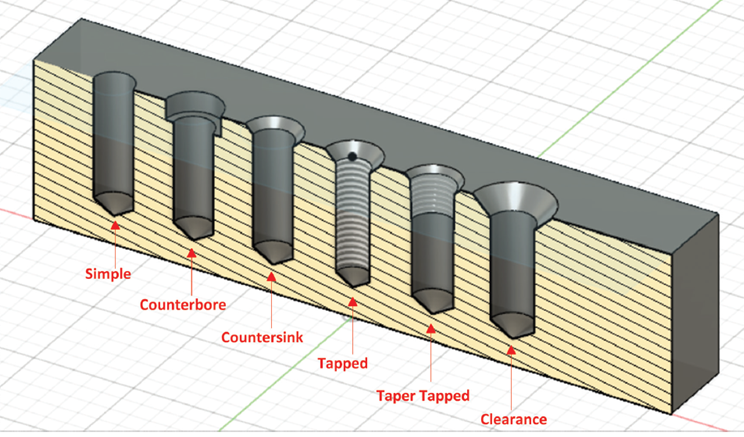 Simple
Counterbore
Countersink
Tapped
Taper Tapped
Clearance